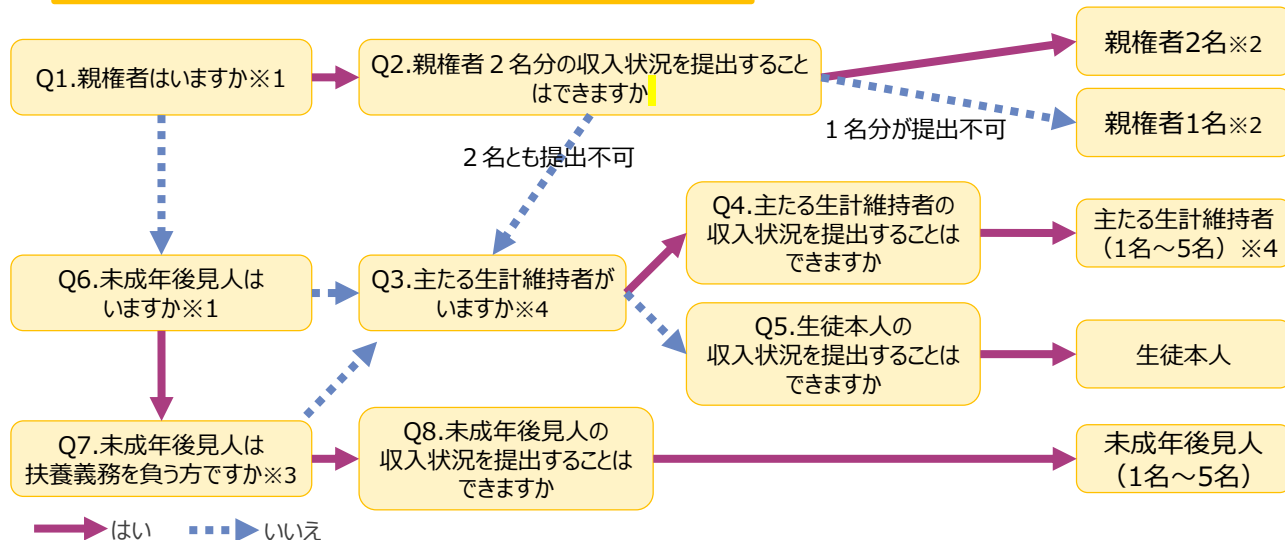 Q1.親権者はいますか※1
Q2.親権者２名分の収入状況を提出すること
はできますか
親権者2名※2
親権者1名※2
１名分が提出不可
２名とも提出不可
Q4.主たる生計維持者の
収入状況を提出することは
できますか
主たる生計維持者
（1名～5名）※4
Q6.未成年後見人は
いますか※1
Q3.主たる生計維持者が
いますか※4
Q5.生徒本人の
収入状況を提出することは
できますか
生徒本人
Q7.未成年後見人は
扶養義務を負う方ですか※3
Q8.未成年後見人の
収入状況を提出することは
できますか
未成年後見人
（1名～5名）
はい
いいえ